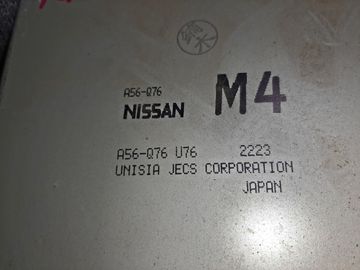 A56-Q76
NISSAN M4
A56-Q76 U76 2223
UNISIA JECS CORPORATION
JAPAN